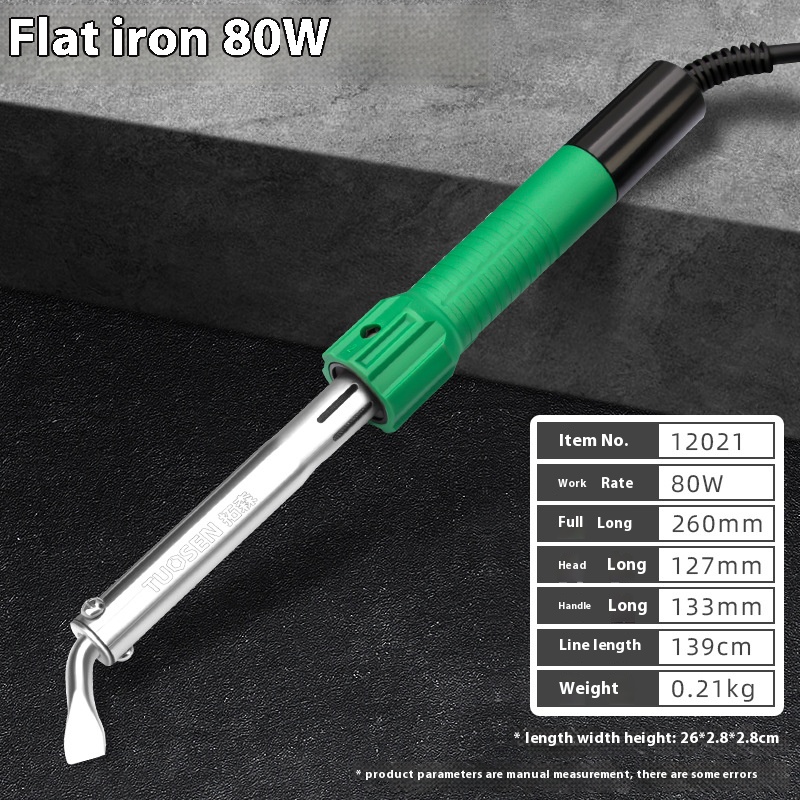 Flat iron 80W
Item No. 12021
Work Rate 80W
Full Long 260mm
Head Long 127mm
Handle Long 133mm
Line length 139cm
Weight 0.21kg
TUOSEN 拓森
* length width height: 26*2.8*2.8cm
* product parameters are manual measurement, there are some errors